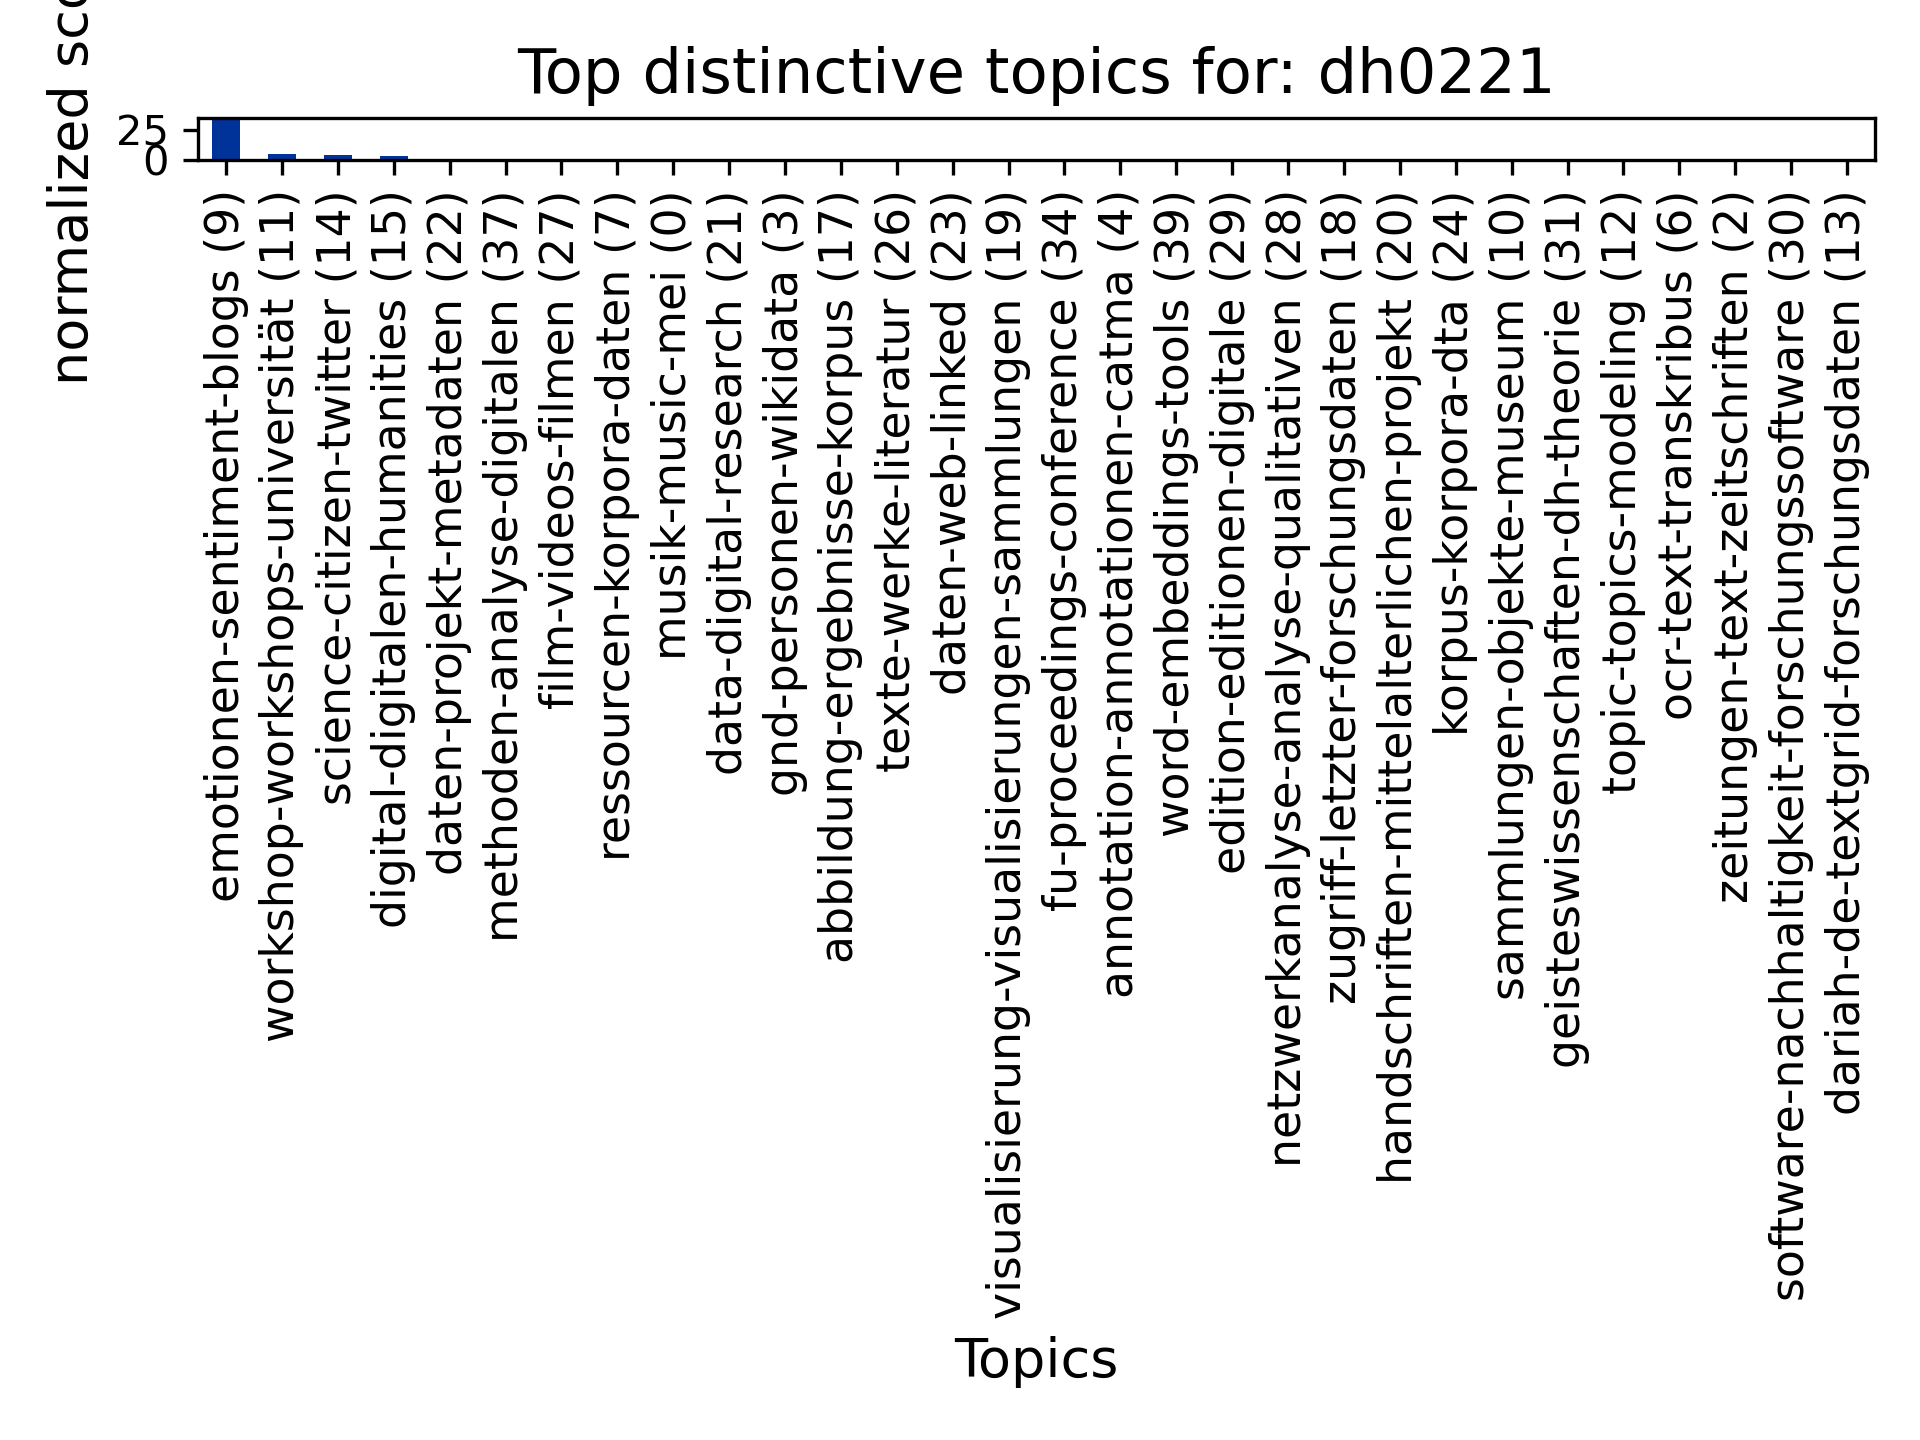 Top distinctive topics for: dh0221
normalized sco
25
0
emotionen-sentiment-blogs (9)
workshop-workshops-universität (11)
science-citizen-twitter (14)
digital-digitalen-humanities (15)
daten-projekt-metadaten (22)
methoden-analyse-digitalen (37)
film-videos-filmen (27)
ressourcen-korpora-daten (7)
musik-music-mei (0)
data-digital-research (21)
gnd-personen-wikidata (3)
abbildung-ergebnisse-korpus (17)
texte-werke-literatur (26)
daten-web-linked (23)
visualisierung-visualisierungen-sammlungen (19)
fu-proceedings-conference (34)
annotation-annotationen-catma (4)
word-embeddings-tools (39)
edition-editionen-digitale (29)
netzwerkanalyse-analyse-qualitativen (28)
zugriff-letzter-forschungsdaten (18)
handschriften-mittelalterlichen-projekt (20)
korpus-korpora-dta (24)
sammlungen-objekte-museum (10)
geisteswissenschaften-dh-theorie (31)
topic-topics-modeling (12)
ocr-text-transkribus (6)
zeitungen-text-zeitschriften (2)
software-nachhaltigkeit-forschungssoftware (30)
dariah-de-textgrid-forschungsdaten (13)
Topics